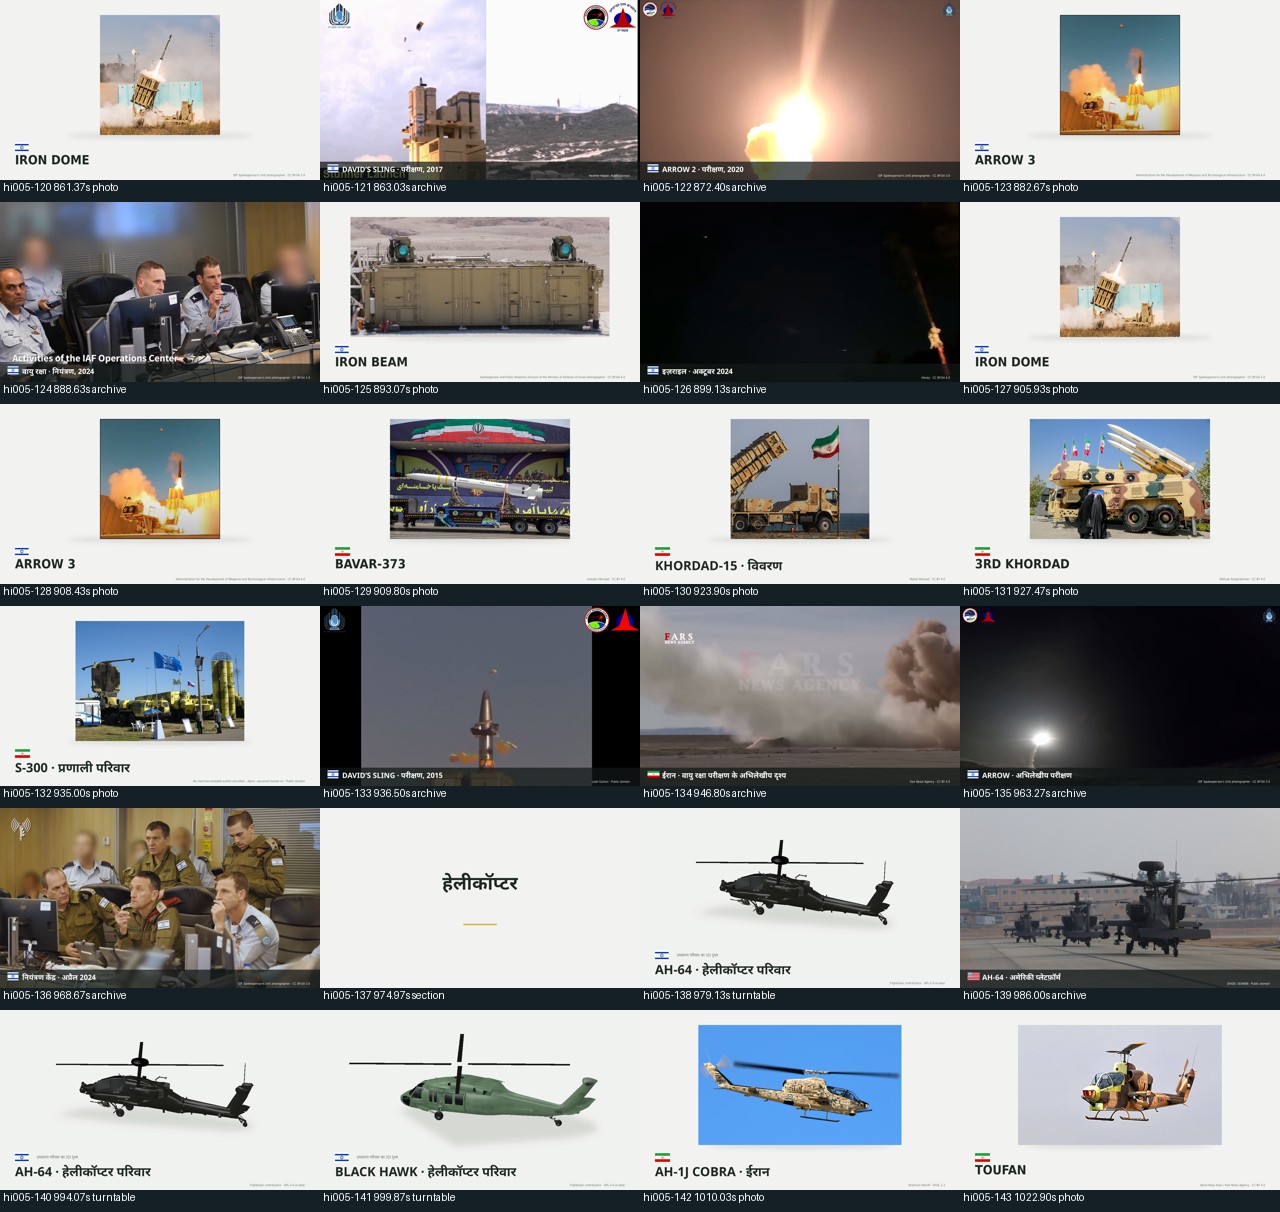 IRON DOME
hi005-120 861.37s photo
Stunner Launch
DAVID'S SLING · परीक्षण, 2017
hi005-121 863.03s archive
ARROW 2 · परीक्षण, 2020
hi005-122 872.40s archive
ARROW 3
hi005-123 882.67s photo
Activities of the IAF Operations Center
वायु रक्षा · नियंत्रण, 2024
hi005-124 888.63s archive
IRON BEAM
hi005-125 893.07s photo
इज़राइल · अक्टूबर 2024
hi005-126 899.13s archive
IRON DOME
hi005-127 905.93s photo
ARROW 3
hi005-128 908.43s photo
BAVAR-373
hi005-129 909.80s photo
KHORDAD-15 · विवरण
hi005-130 923.90s photo
3RD KHORDAD
hi005-131 927.47s photo
S-300 · प्रणाली परिवार
hi005-132 935.00s photo
DAVID'S SLING · परीक्षण, 2015
hi005-133 936.50s archive
FARS
NEWS AGENCY
FARS
NEWS AGENCY
ईरान · वायु रक्षा परीक्षण के अभिलेखीय दृश्य
hi005-134 946.80s archive
ARROW · अभिलेखीय परीक्षण
hi005-135 963.27s archive
नियंत्रण केंद्र · अप्रैल 2024
hi005-136 968.67s archive
हेलीकॉप्टर
hi005-137 974.97s section
AH-64 · हेलीकॉप्टर परिवार
hi005-138 979.13s turntable
AH-64 · अमेरिकी प्लेटफ़ॉर्म
hi005-139 986.00s archive
AH-64 · हेलीकॉप्टर परिवार
hi005-140 994.07s turntable
BLACK HAWK · हेलीकॉप्टर परिवार
hi005-141 999.87s turntable
AH-1J COBRA · ईरान
hi005-142 1010.03s photo
TOUFAN
hi005-143 1022.90s photo